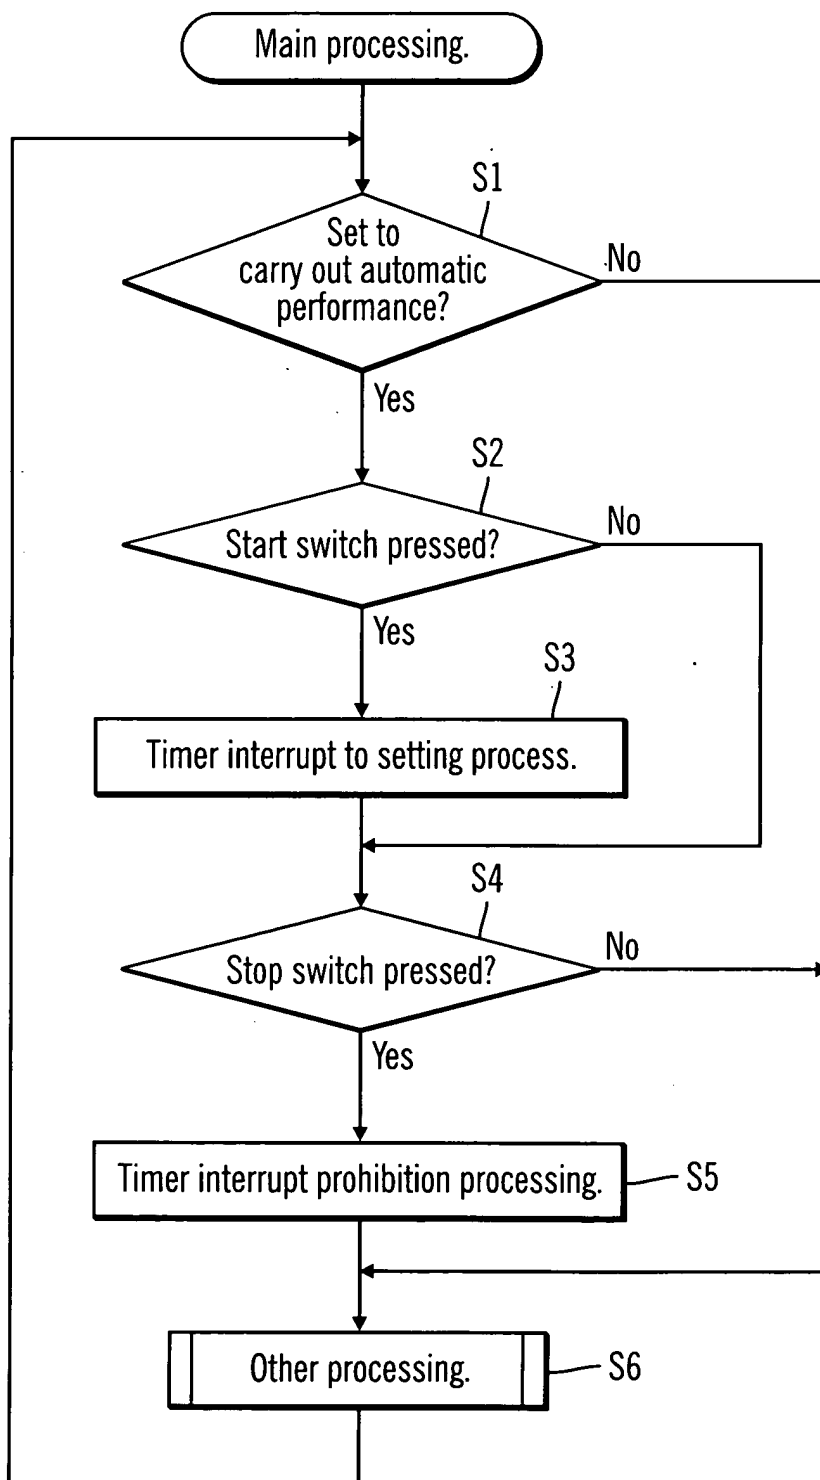 Main processing.
S1
Set to
carry out automatic
performance?
No
Yes
S2
Start switch pressed?
No
Yes
S3
Timer interrupt to setting process.
S4
Stop switch pressed?
No
Yes
Timer interrupt prohibition processing.
S5
Other processing.
S6